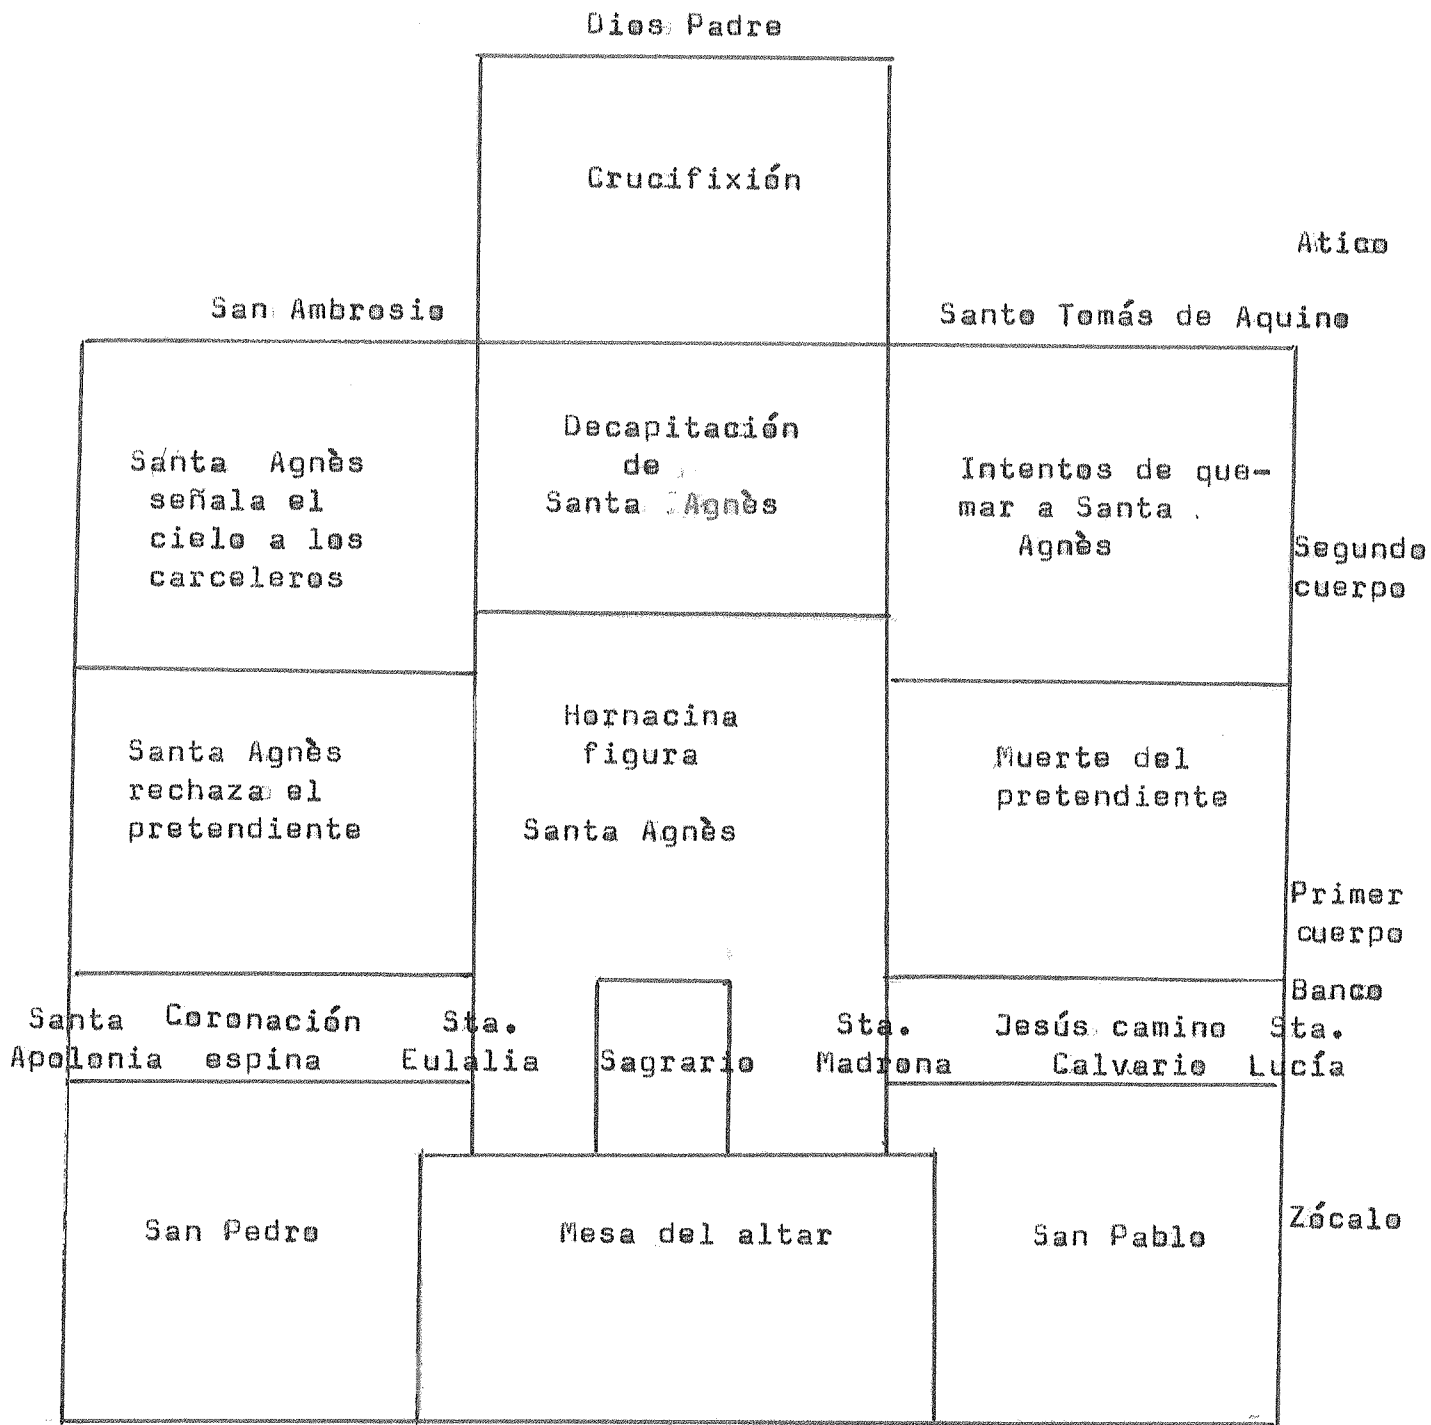 Dios Padre
Crucifixión
Atico
San Ambrosio
Santo Tomás de Aquino
Santa Agnès
señala el
cielo a los
carceleros
Decapitación
de
Santa Agnès
Intentos de que-
mar a Santa
Agnès
Segundo
cuerpo
Santa Agnès
rechaza el
pretendiente
Hornacina
figura
Santa Agnès
Muerte del
pretendiente
Primer
cuerpo
Banco
Santa
Apolonia
Coronación
espina
Sta.
Eulalia
Sagrario
Sta.
Madrona
Jesús camino
Calvario
Sta.
Lucía
San Pedro
Mesa del altar
San Pablo
Zócalo